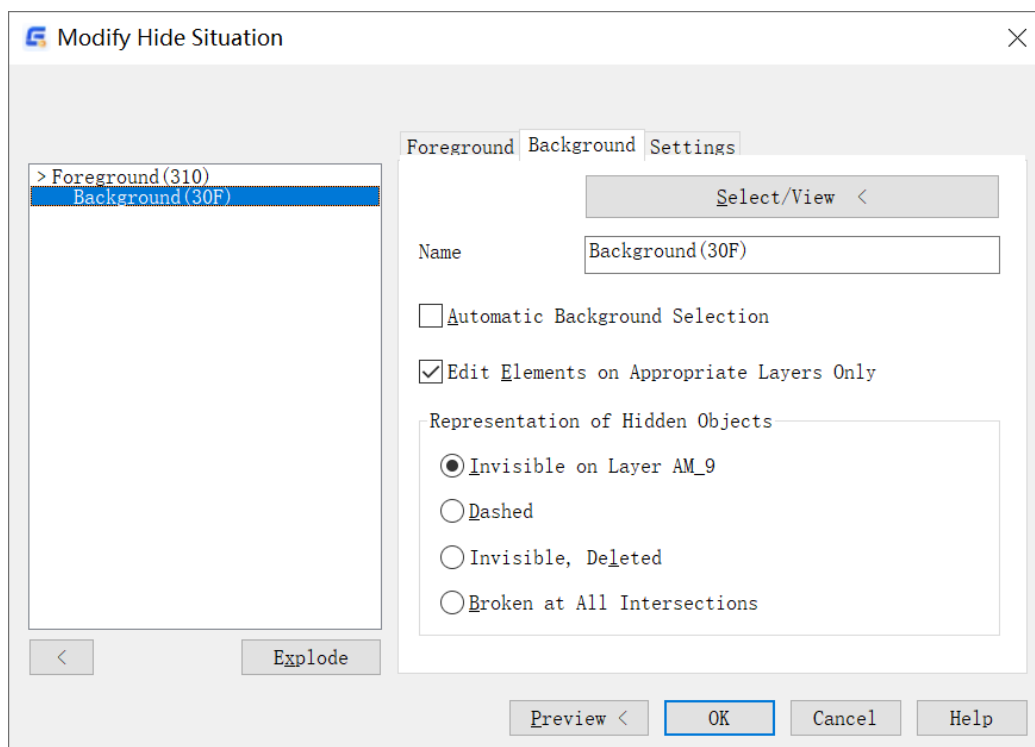 Modify Hide Situation
Foreground Background Settings
> Foreground(310)
Background(30F)
Select/View <
Name Background(30F)
Automatic Background Selection
Edit Elements on Appropriate Layers Only
Representation of Hidden Objects
Invisible on Layer AM_9
Dashed
Invisible, Deleted
Broken at All Intersections
< Explode
Preview < OK Cancel Help